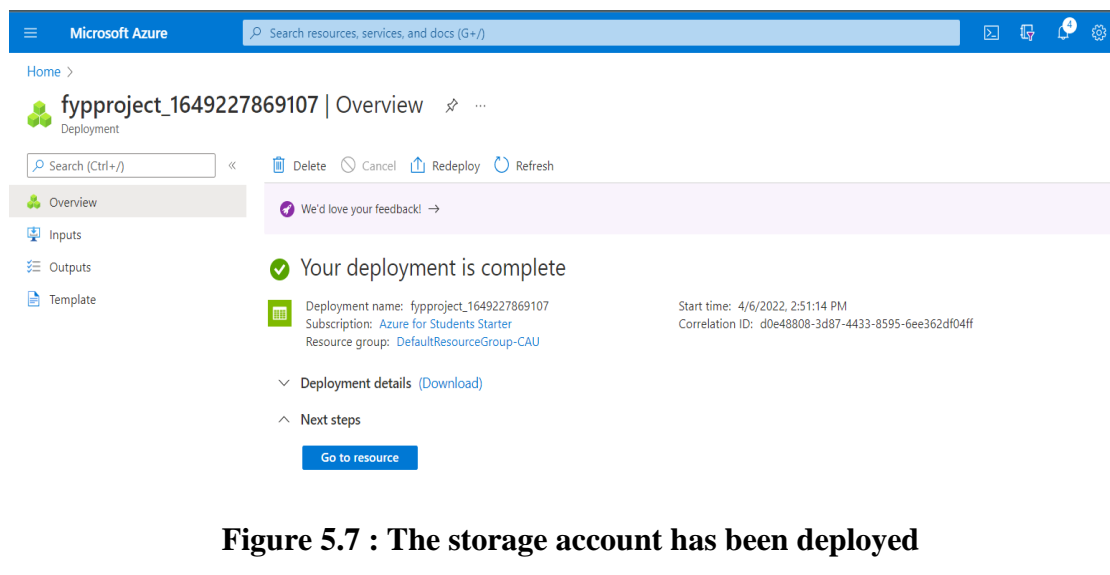 Microsoft Azure
Search resources, services, and docs (G+/)
4
Home >
fypproject_1649227869107 | Overview
Deployment
Search (Ctrl+/)
Delete Cancel Redeploy Refresh
Overview
Inputs
Outputs
Template
We'd love your feedback! →
Your deployment is complete
Deployment name: fypproject_1649227869107
Subscription: Azure for Students Starter
Resource group: DefaultResourceGroup-CAU
Start time: 4/6/2022, 2:51:14 PM
Correlation ID: d0e48808-3d87-4433-8595-6ee362df04ff
Deployment details (Download)
Next steps
Go to resource
Figure 5.7 : The storage account has been deployed